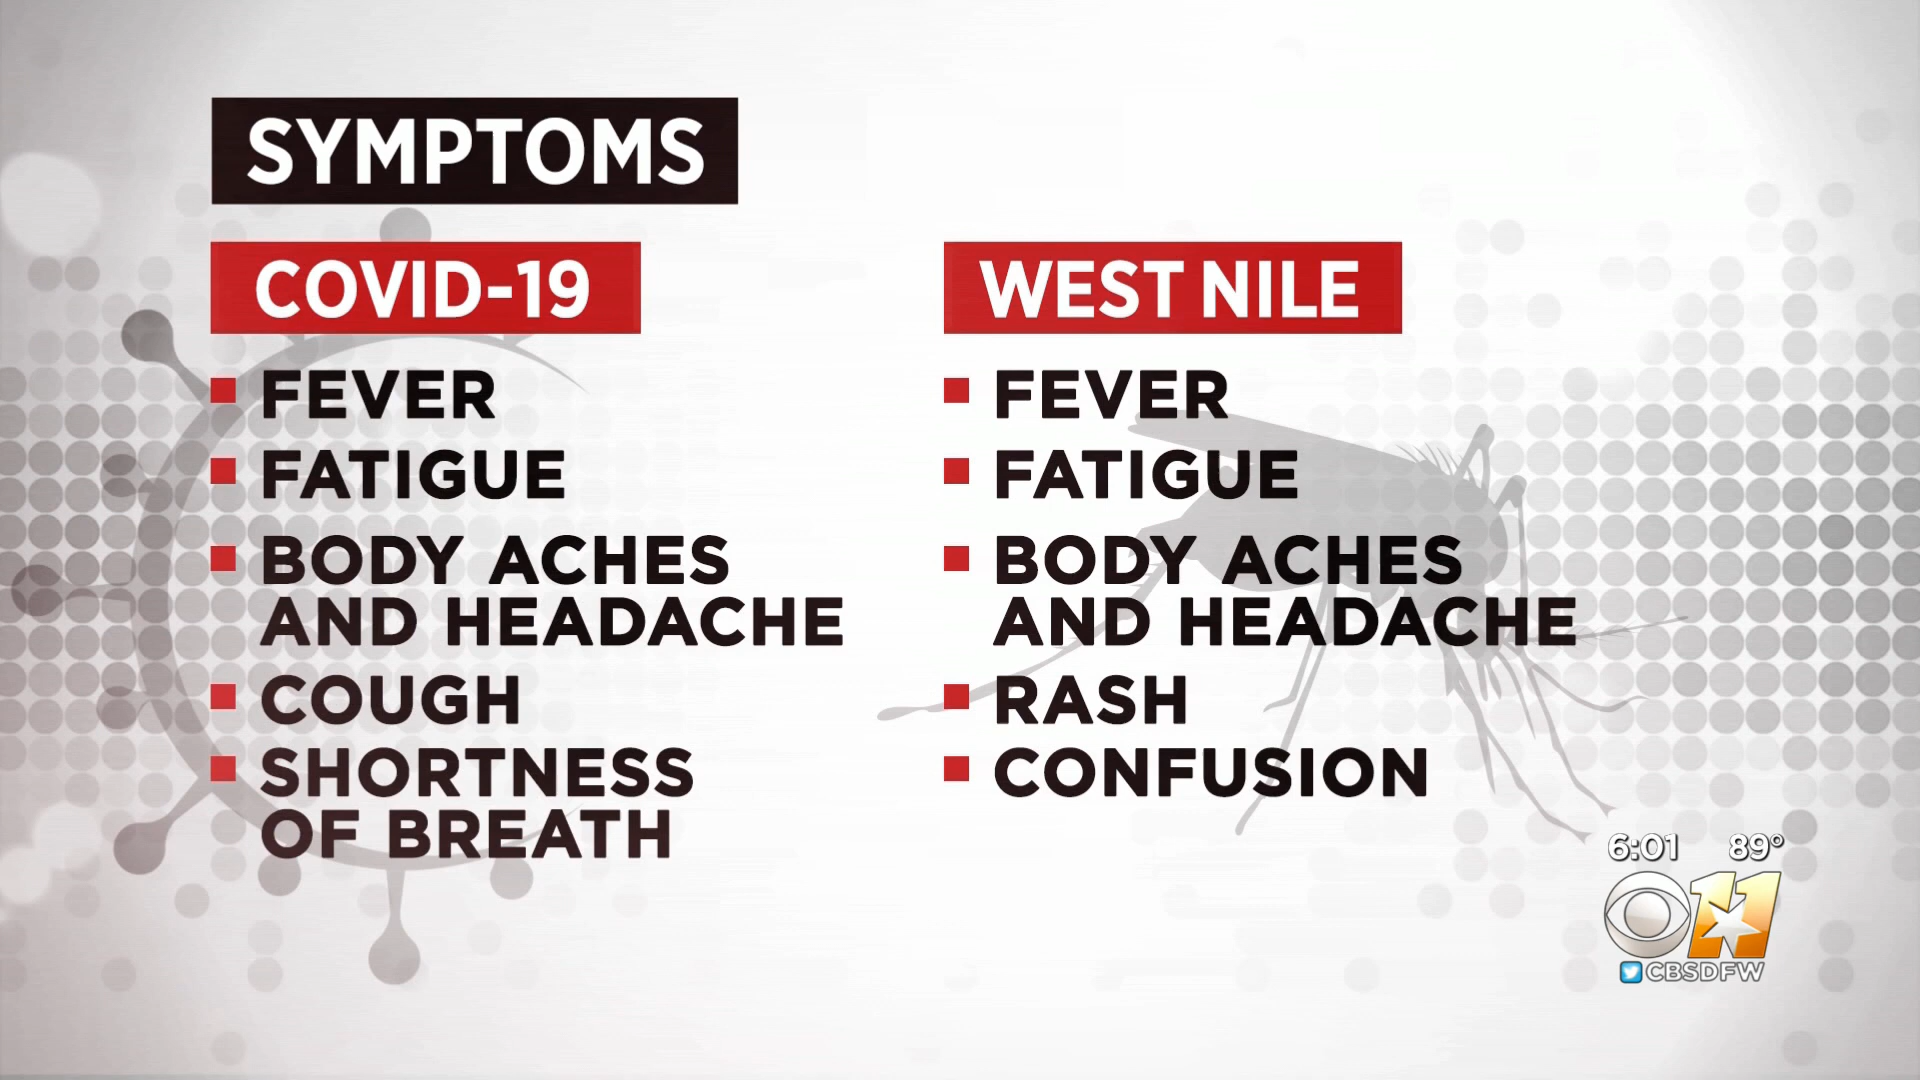 SYMPTOMS
COVID-19
FEVER
FATIGUE
BODY ACHES
AND HEADACHE
COUGH
SHORTNESS
OF BREATH
WEST NILE
FEVER
FATIGUE
BODY ACHES
AND HEADACHE
RASH
CONFUSION
6:01 89°
11
CBSDFW